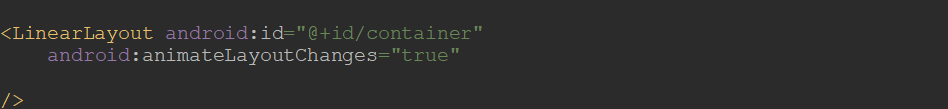 <LinearLayout android:id="@+id/container"
android:animateLayoutChanges="true"
/>